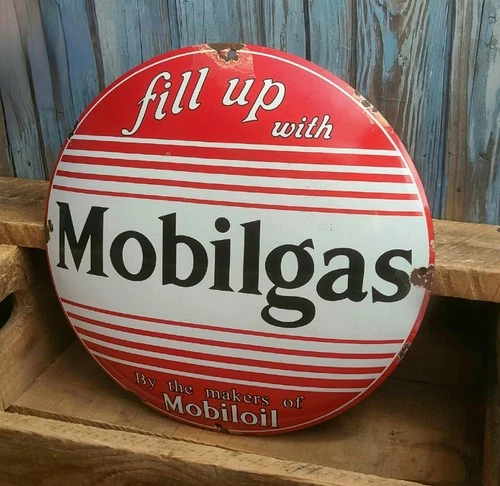 fill up
with
Mobilgas
By the makers of
Mobiloil